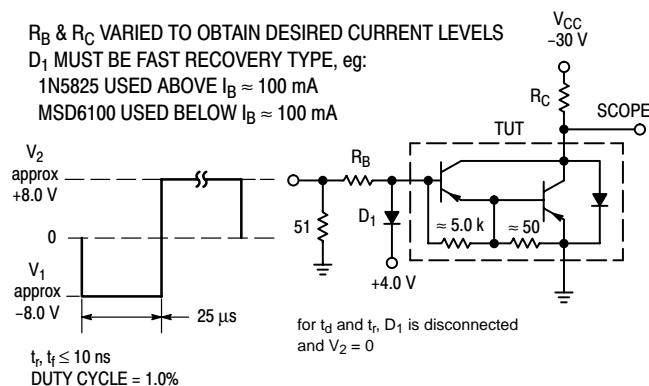 R_B & R_C VARIED TO OBTAIN DESIRED CURRENT LEVELS
D_1 MUST BE FAST RECOVERY TYPE, eg:
1N5825 USED ABOVE I_B ≈ 100 mA
MSD6100 USED BELOW I_B ≈ 100 mA
V_CC
−30 V
R_C
SCOPE
TUT
V_2
approx
+8.0 V
0
V_1
approx
−8.0 V
25 μs
R_B
51
D_1
+4.0 V
≈ 5.0 k
≈ 50
for t_d and t_r, D_1 is disconnected
and V_2 = 0
t_r, t_f ≤ 10 ns
DUTY CYCLE = 1.0%